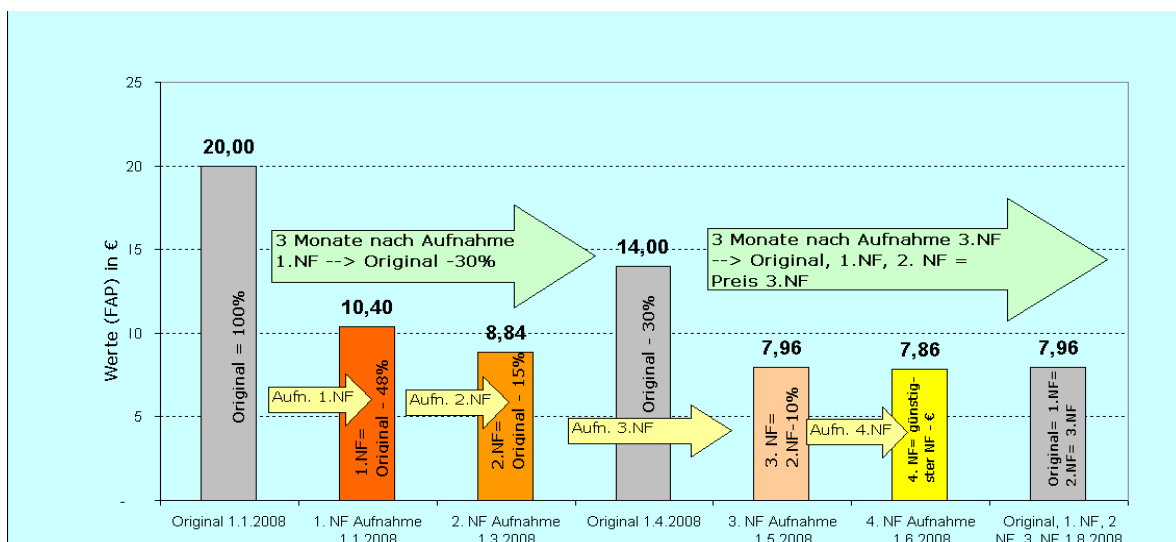 25
20
15
10
5
-
Werte (FAP) in €
20,00
10,40
8,84
14,00
7,96
7,86
7,96
3 Monate nach Aufnahme
1.NF --> Original -30%
3 Monate nach Aufnahme 3.NF
--> Original, 1.NF, 2. NF =
Preis 3.NF
Original = 100%
Aufn. 1.NF
1.NF=
Original - 48%
Aufn. 2.NF
2.NF=
Original - 15%
Aufn. 3.NF
Original - 30%
3. NF=
2.NF-10%
Aufn. 4.NF
4. NF= günstig-
ster NF - €
Original= 1.NF=
2.NF= 3.NF
Original 1.1.2008
1. NF Aufnahme
1.1.2008
2. NF Aufnahme
1.3.2008
Original 1.4.2008
3. NF Aufnahme
1.5.2008
4. NF Aufnahme
1.6.2008
Original, 1. NF, 2
NF, 3. NF 1.8.2008